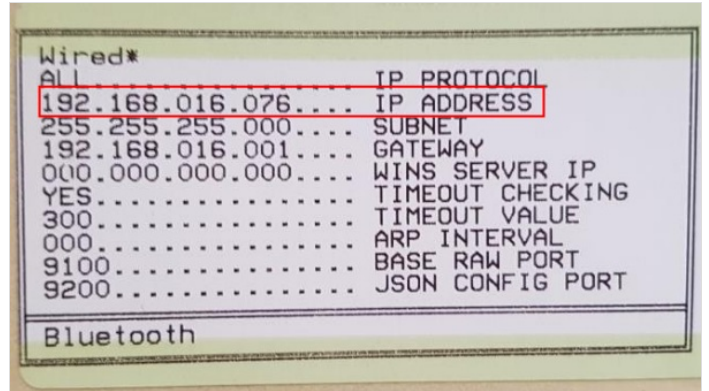 Wired*
ALL................. IP PROTOCOL
192.168.016.076.... IP ADDRESS
255.255.255.000.... SUBNET
192.168.016.001.... GATEWAY
000.000.000.000.... WINS SERVER IP
YES................. TIMEOUT CHECKING
300................. TIMEOUT VALUE
000................. ARP INTERVAL
9100................ BASE RAW PORT
9200................ JSON CONFIG PORT
Bluetooth